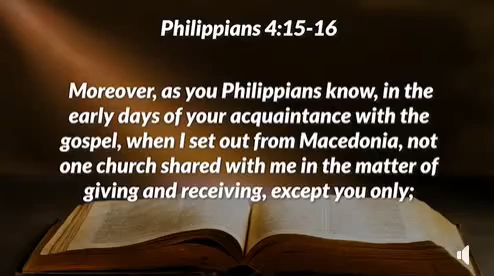 Philippians 4:15-16
Moreover, as you Philippians know, in the
early days of your acquaintance with the
gospel, when I set out from Macedonia, not
one church shared with me in the matter of
giving and receiving, except you only;